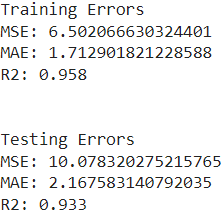 Training Errors
MSE: 6.502066630324401
MAE: 1.712901821228588
R2: 0.958
Testing Errors
MSE: 10.078320275215765
MAE: 2.167583140792035
R2: 0.933